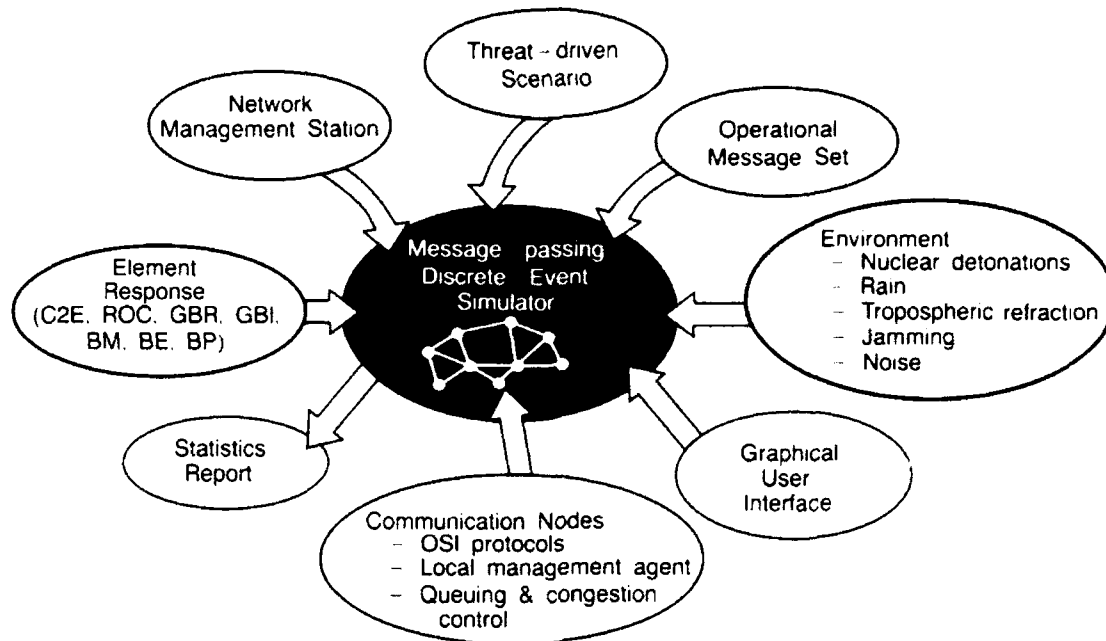 Threat – driven
Scenario
Network
Management Station
Operational
Message Set
Message passing
Discrete Event
Simulator
Environment
– Nuclear detonations
– Rain
– Tropospheric refraction
– Jamming
– Noise
Element
Response
(C2E, ROC, GBR, GBI,
BM, BE, BP)
Statistics
Report
Graphical
User
Interface
Communication Nodes
– OSI protocols
– Local management agent
– Queuing & congestion
control